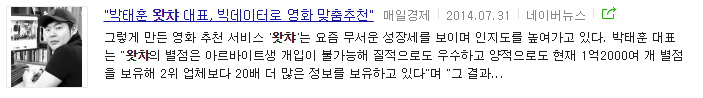 "박태훈 왓챠 대표, 빅데이터로 영화 맞춤추천" 매일경제 | 2014.07.31 | 네이버뉴스 |
그렇게 만든 영화 추천 서비스 '왓챠'는 요즘 무서운 성장세를 보이며 인지도를 높여가고 있다. 박태훈 대표
는 "왓챠의 별점은 아르바이트생 개입이 불가능해 질적으로도 우수하고 양적으로도 현재 1억2000여 개 별점
을 보유해 2위 업체보다 20배 더 많은 정보를 보유하고 있다"며 "그 결과...